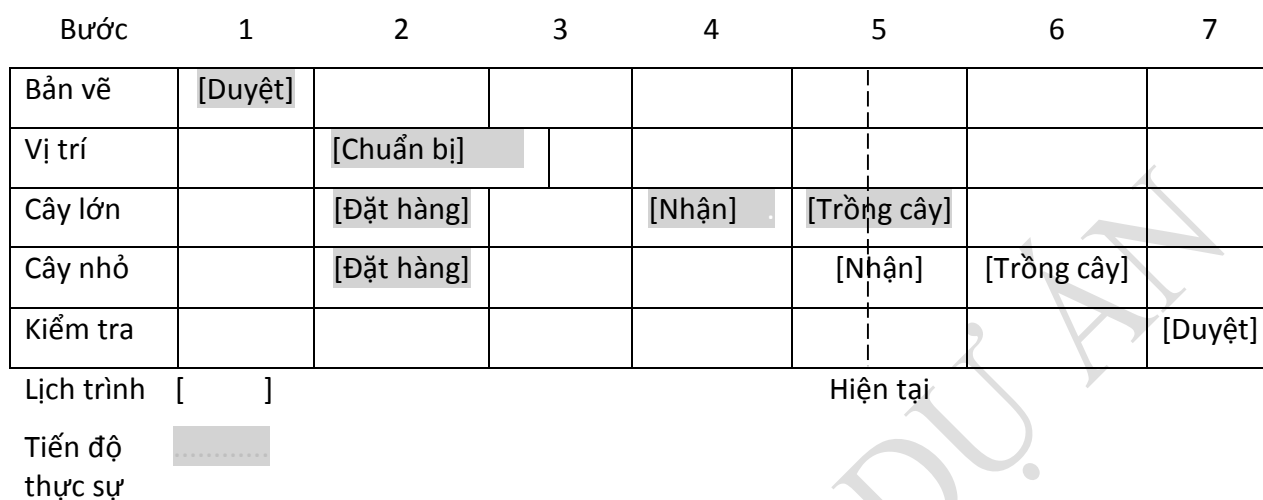 Bước 1 2 3 4 5 6 7
Bản vẽ [Duyệt]
Vị trí [Chuẩn bị]
Cây lớn [Đặt hàng] [Nhận] . [Trồng cây]
Cây nhỏ [Đặt hàng] [Nhận] [Trồng cây]
Kiểm tra [Duyệt]
Lịch trình [ ] Hiện tại
Tiến độ ............
thực sự
DỰ ÁN